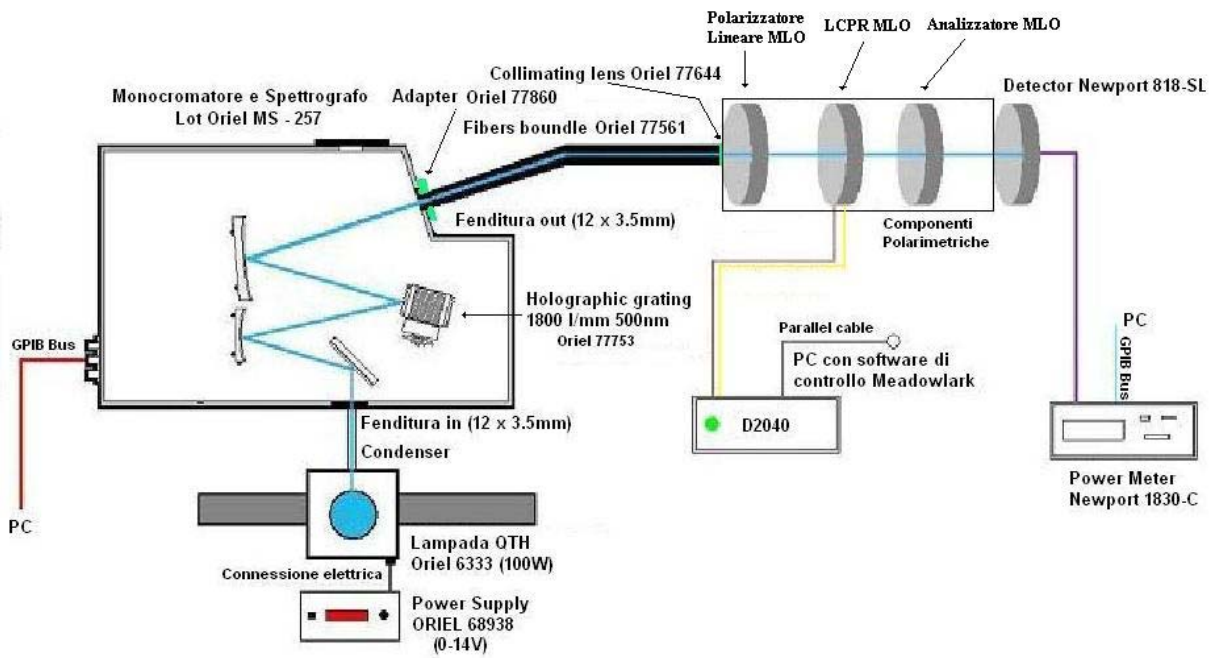 Polarizzatore
Lineare MLO
LCPR MLO
Analizzatore MLO
Collimating lens Oriel 77644
Detector Newport 818-SL
Monocromatore e Spettrografo
Lot Oriel MS - 257
Adapter Oriel 77860
Fibers boundle Oriel 77561
Fenditura out (12 x 3.5mm)
Componenti
Polarimetriche
Holographic grating
1800 l/mm 500nm
Oriel 77753
GPIB Bus
Parallel cable
PC con software di
controllo Meadowlark
PC
GPIB Bus
Fenditura in (12 x 3.5mm)
Condenser
D2040
Power Meter
Newport 1830-C
PC
Lampada QTH
Oriel 6333 (100W)
Connessione elettrica
Power Supply
ORIEL 68938
(0-14V)